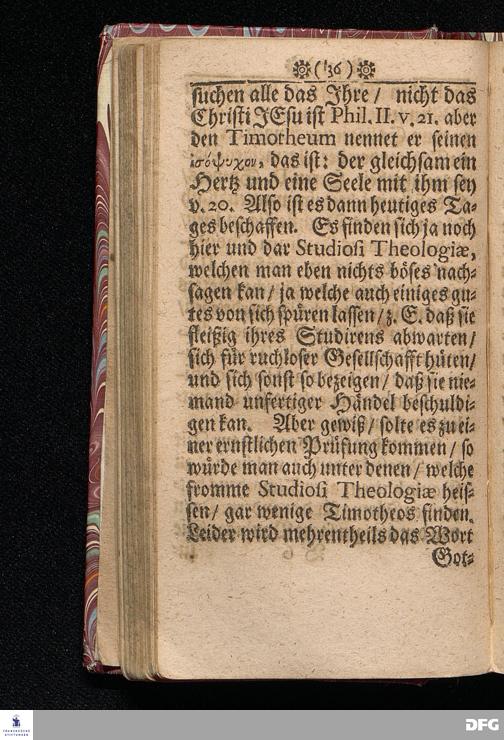 ❁ ( 136 ) ❁
ſuchen alle das Ihre / nicht das
Chriſti JEſu iſt Phil. II. v. 21. aber
den Timotheum nennet er ſeinen
ἰσόψυχον, das iſt: der gleichſam ein
Hertz und eine Seele mit ihm ſey
v. 20. Alſo iſt es dann heutiges Ta-
ges beſchaffen. Es finden ſich ja noch
hier und dar Studioſi Theologiæ,
welchen man eben nichts böſes nach-
ſagen kan / ja welche auch einiges gu-
tes von ſich ſpüren laſſen / z. E. daß ſie
fleißig ihres Studirens abwarten /
ſich für ruchloſer Geſellſchafft hüten /
und ſich ſonſt ſo bezeigen / daß ſie nie-
mand unfertiger Händel beſchuldi-
gen kan. Aber gewiß / ſolte es zu ei-
ner ernſtlichen Prüfung kommen / ſo
würde man auch unter denen / welche
fromme Studioſi Theologiæ heiſ-
ſen / gar wenige Timotheos finden.
Leider wird mehrentheils das Wort
Got-
FRANCKESCHE STIFTUNGEN
DFG